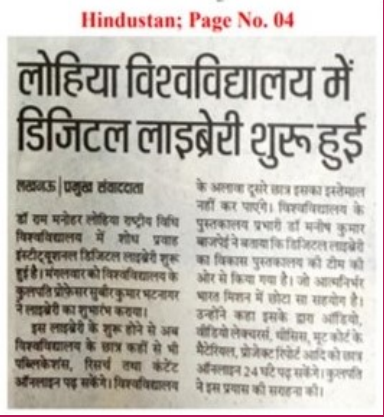 Hindustan; Page No. 04
लोहिया विश्वविद्यालय में
डिजिटल लाइब्रेरी शुरू हुई
लखनऊ | प्रमुख संवाददाता
डॉ राम मनोहर लोहिया राष्ट्रीय विधि
विश्वविद्यालय में शोध प्रवाह
इंस्टीट्यूशनल डिजिटल लाइब्रेरी शुरू
हुई है। मंगलवार को विश्वविद्यालय के
कुलपति प्रोफेसर सुबीर कुमार भटनागर
ने लाइब्रेरी का शुभारंभ कराया।
इस लाइब्रेरी के शुरू होने से अब
विश्वविद्यालय के छात्र कहीं से भी
पब्लिकेशंस, रिसर्च तथा कंटेंट
ऑनलाइन पढ़ सकेंगे। विश्वविद्यालय
के अलावा दूसरे छात्र इसका इस्तेमाल
नहीं कर पाएंगे। विश्वविद्यालय के
पुस्तकालय प्रभारी डॉ मनीष कुमार
बाजपेई ने बताया कि डिजिटल लाइब्रेरी
का विकास पुस्तकालय की टीम की
ओर से किया गया है। जो आत्मनिर्भर
भारत मिशन में छोटा सा सहयोग है।
उन्होंने कहा इसके द्वारा ऑडियो,
वीडियो लेक्चरर्स, थीसिस, मूट कोर्ट के
मैटेरियल, प्रोजेक्ट रिपोर्ट आदि को छात्र
ऑनलाइन 24 घंटे पढ़ सकेंगे। कुलपति
ने इस प्रयास की सराहना की।